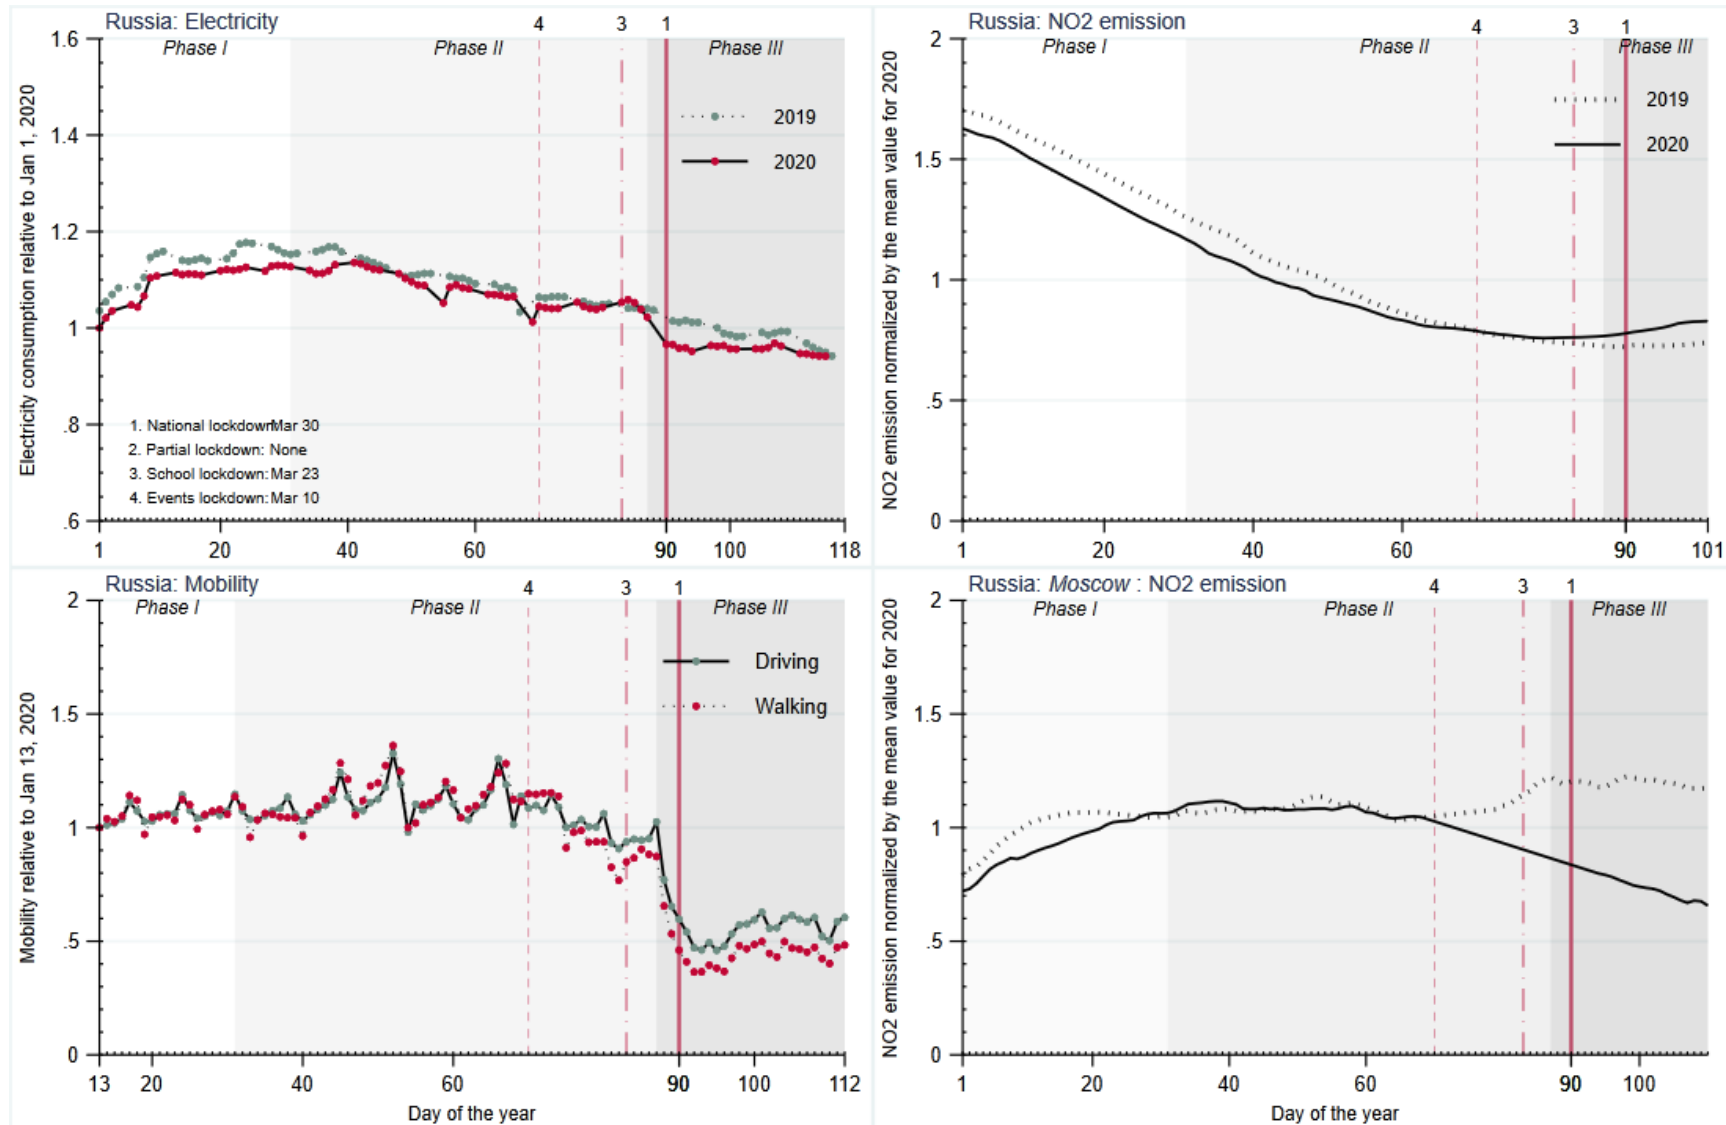 Russia: Electricity
4 3 1
Phase I Phase II Phase III
Electricity consumption relative to Jan 1, 2020
1.6
1.4
1.2
1
.8
.6
2019
2020
1. National lockdown: Mar 30
2. Partial lockdown: None
3. School lockdown: Mar 23
4. Events lockdown: Mar 10
1 20 40 60 90 100 118
Russia: NO2 emission
4 3 1
Phase I Phase II Phase III
NO2 emission normalized by the mean value for 2020
2
1.5
1
.5
0
2019
2020
1 20 40 60 90 101
Russia: Mobility
4 3 1
Phase I Phase II Phase III
Mobility relative to Jan 13, 2020
2
1.5
1
.5
0
Driving
Walking
13 20 40 60 90 100 112
Day of the year
Russia: Moscow : NO2 emission
4 3 1
Phase I Phase II Phase III
NO2 emission normalized by the mean value for 2020
2
1.5
1
.5
0
1 20 40 60 90 100
Day of the year